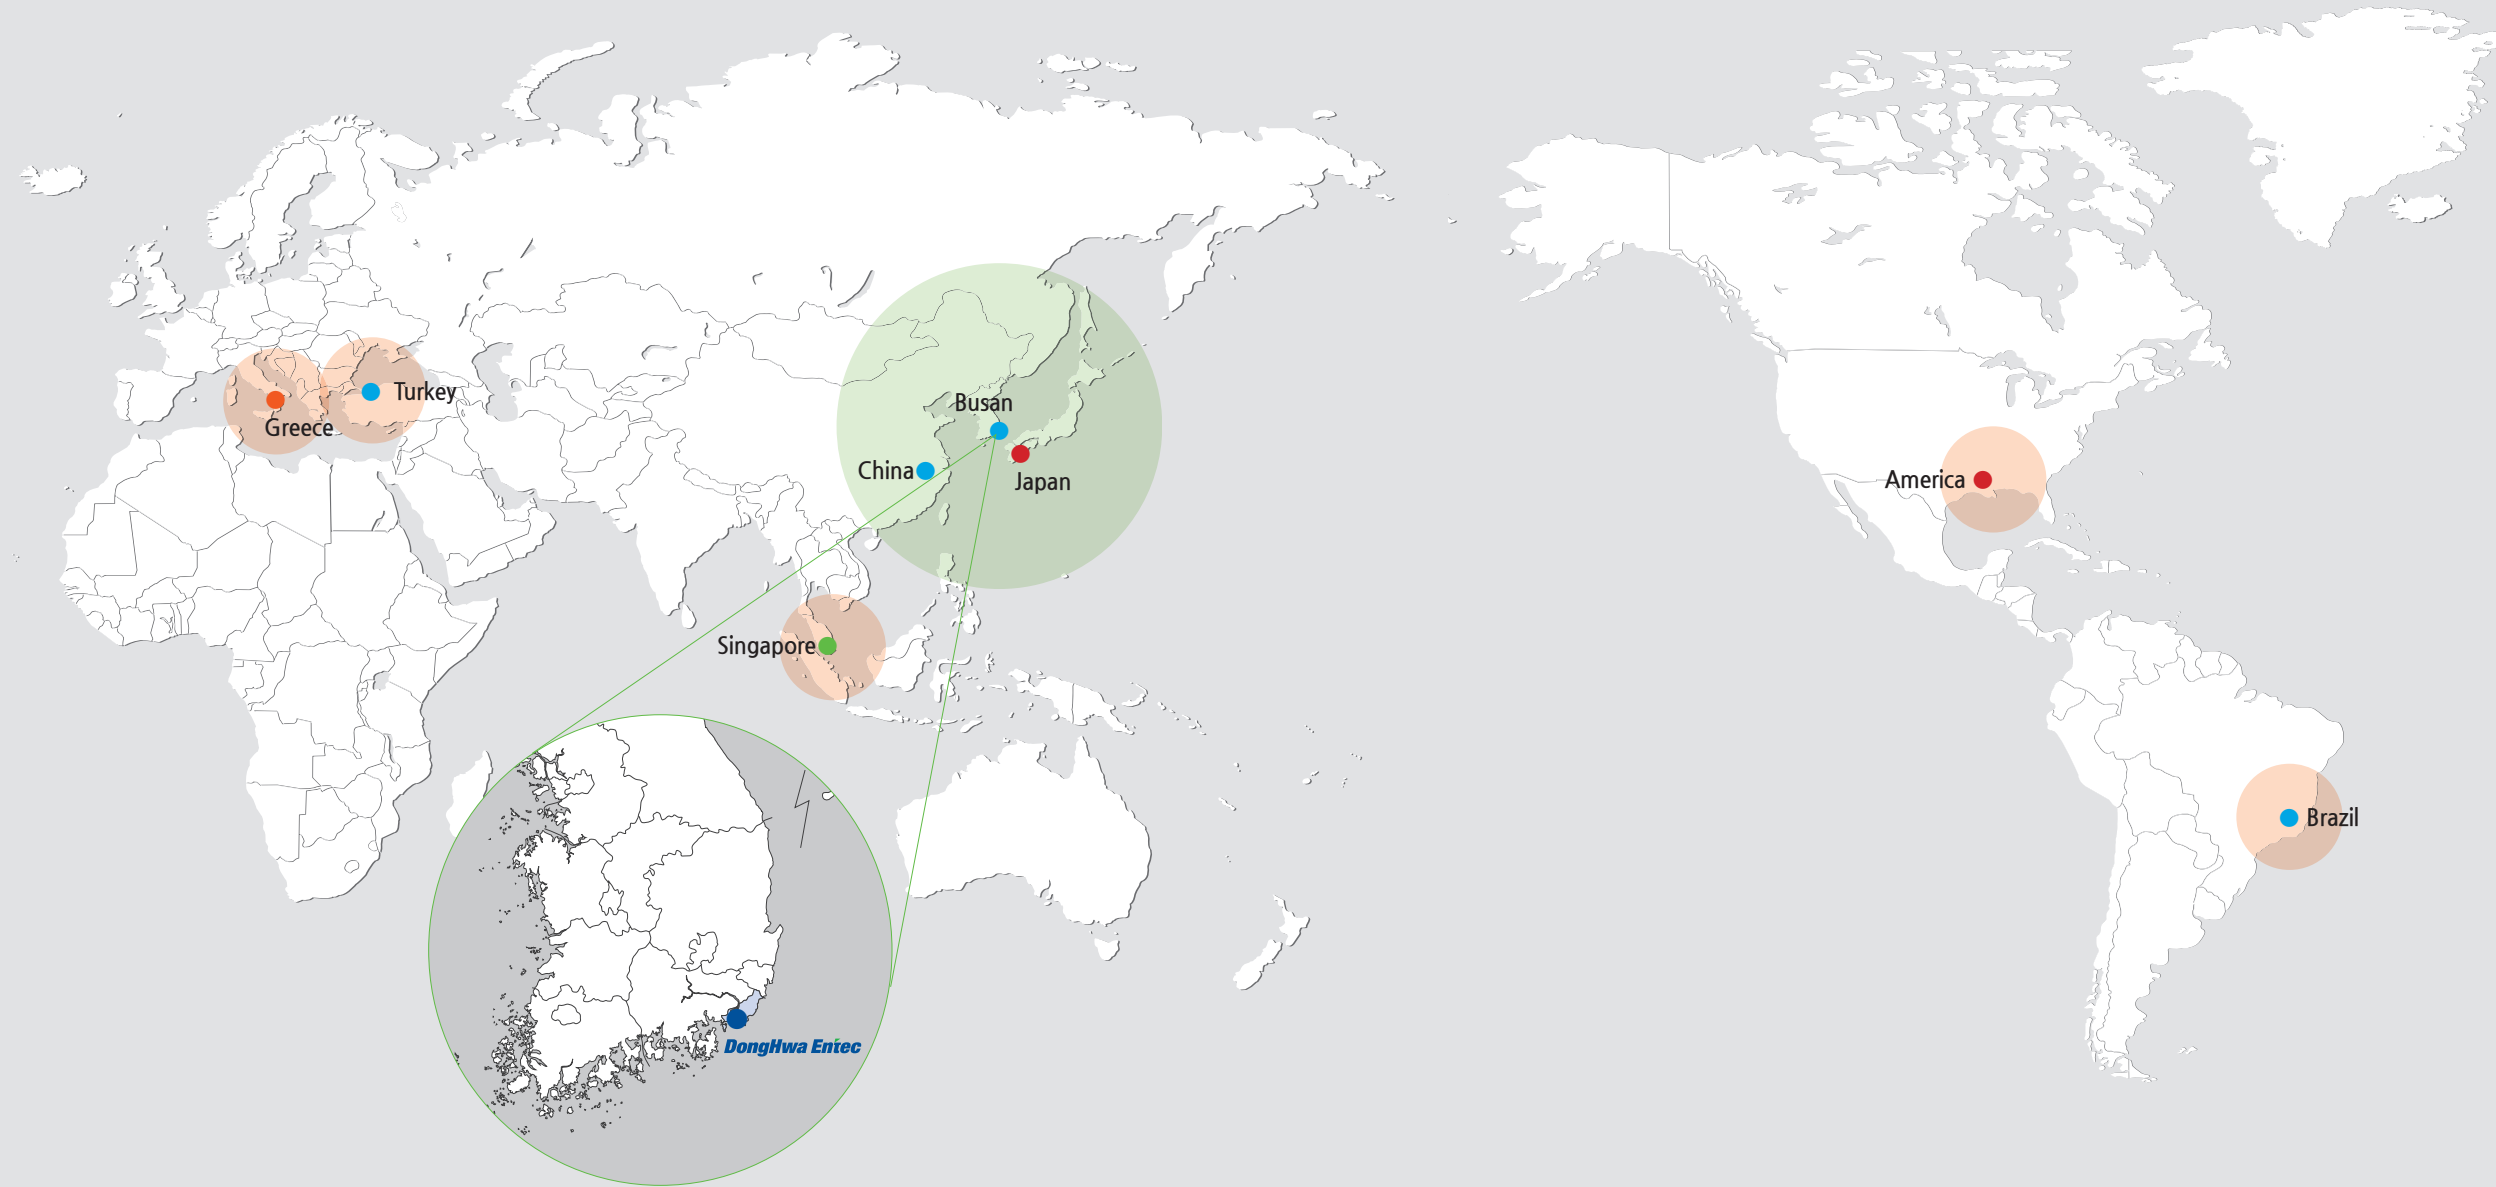 Turkey
Greece
Busan
China
Japan
America
Singapore
Brazil
DongHwa Entec